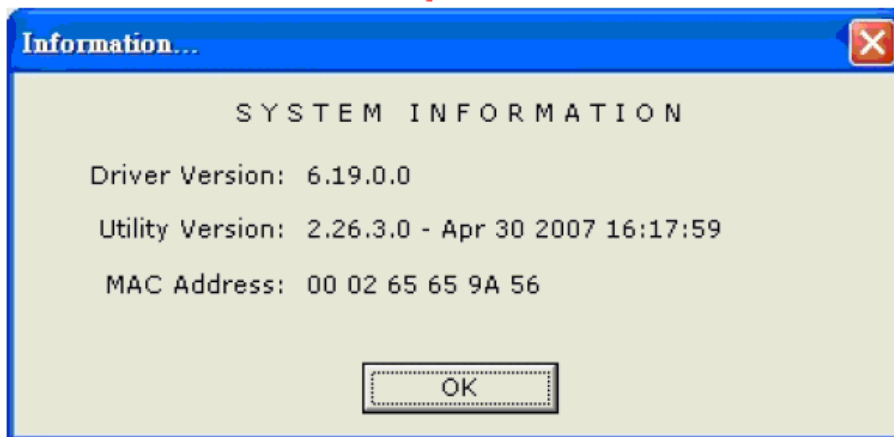 Information...
SYSTEM INFORMATION
Driver Version: 6.19.0.0
Utility Version: 2.26.3.0 - Apr 30 2007 16:17:59
MAC Address: 00 02 65 65 9A 56
OK